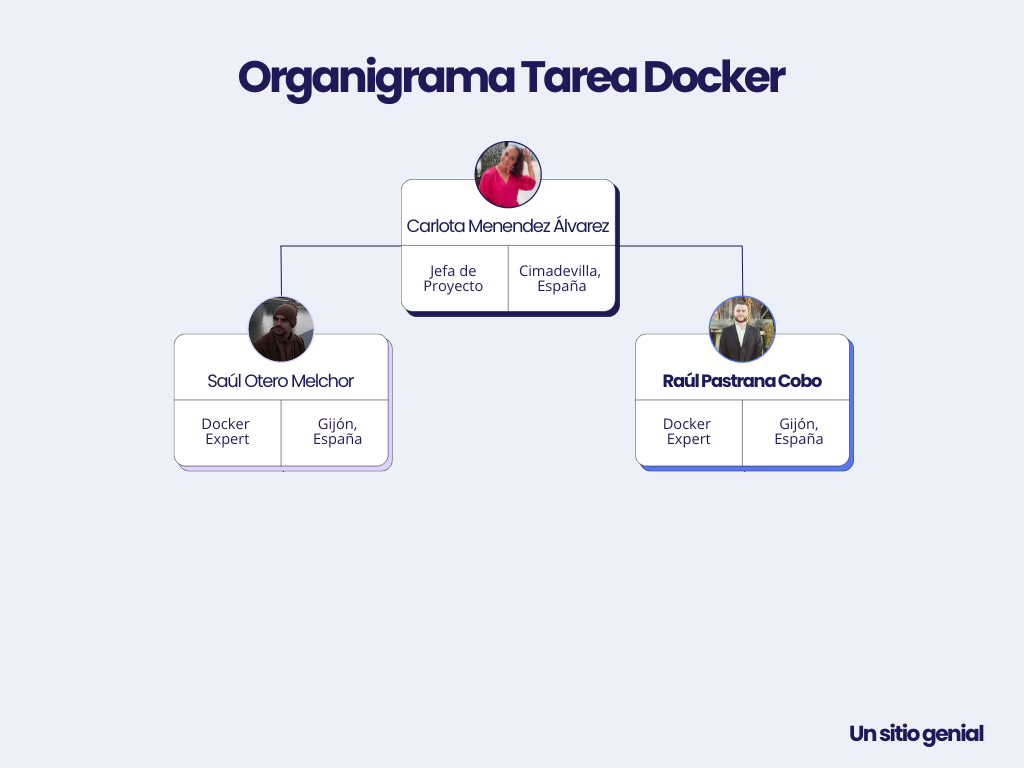 Organigrama Tarea Docker
Carlota Menendez Álvarez
Jefa de
Proyecto
Cimadevilla,
España
Saúl Otero Melchor
Docker
Expert
Gijón,
España
Raúl Pastrana Cobo
Docker
Expert
Gijón,
España
Un sitio genial